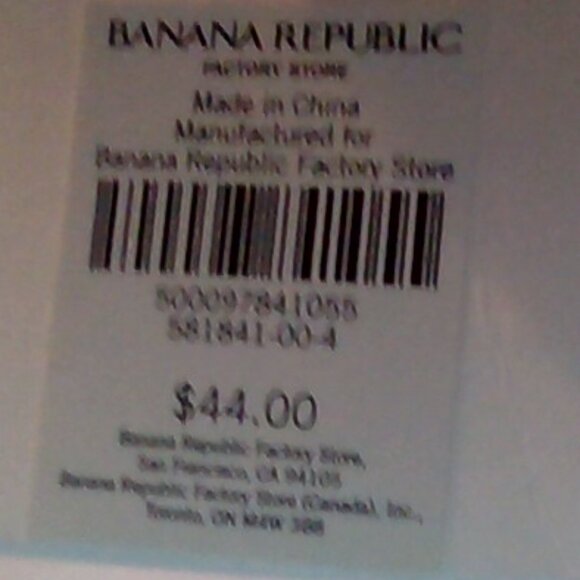 BANANA REPUBLIC
FACTORY STORE
Made in China
Manufactured for
Banana Republic Factory Store
500097841055
581841-00-4
$44.00
Banana Republic Factory Store,
San Francisco, CA 94105
Banana Republic Factory Store (Canada), Inc.,
Toronto, ON M4W